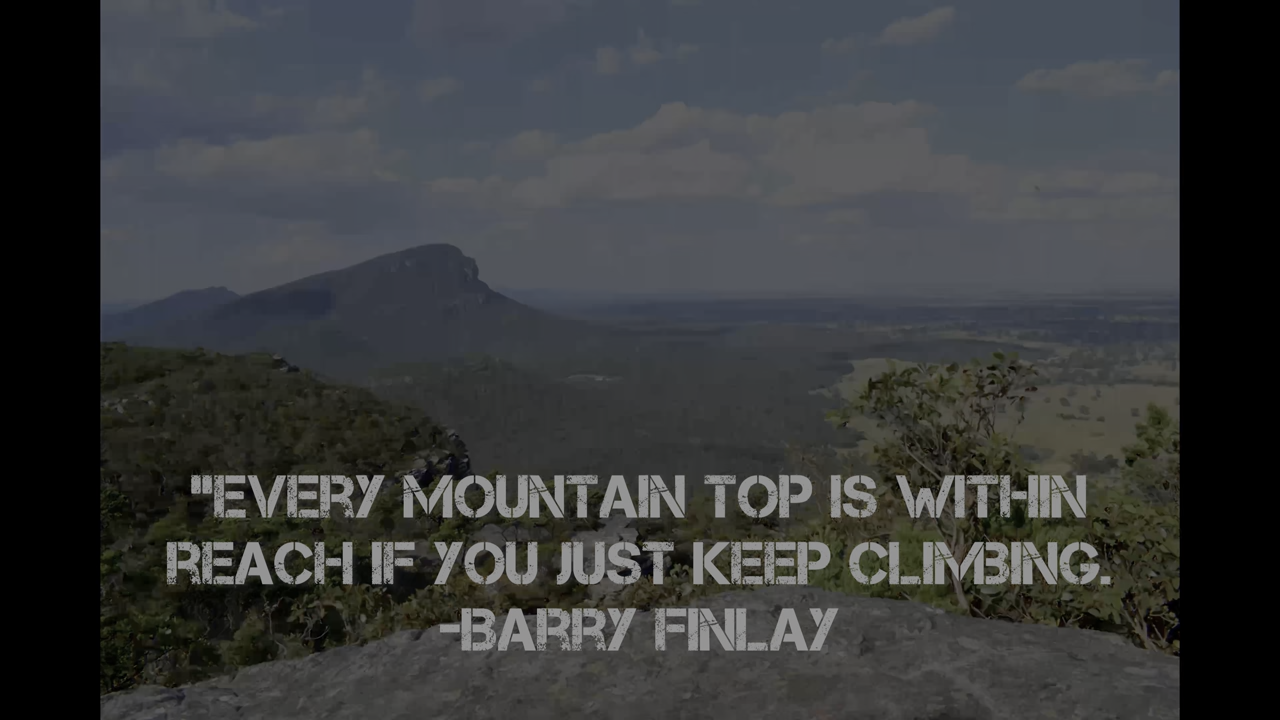 "EVERY MOUNTAIN TOP IS WITHIN
REACH IF YOU JUST KEEP CLIMBING.
-BARRY FINLAY